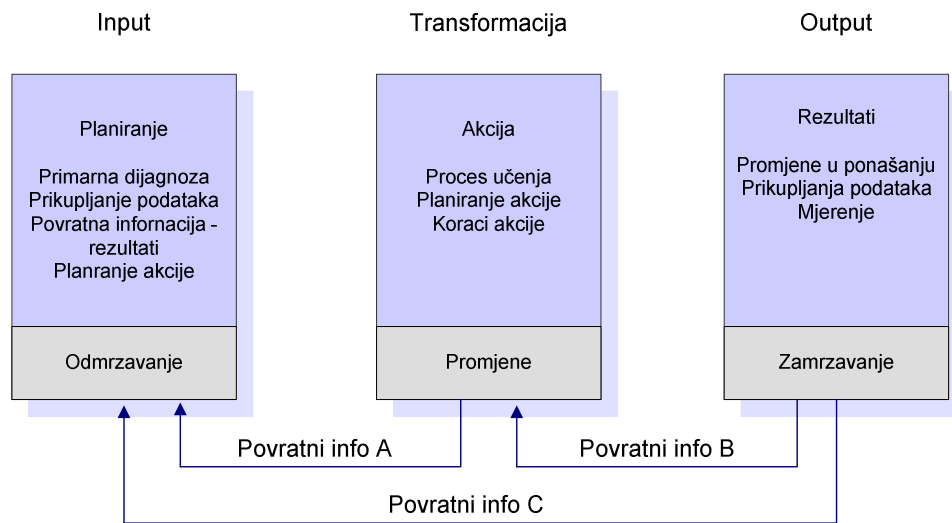 Input
Transformacija
Output
Planiranje
Primarna dijagnoza
Prikupljanje podataka
Povratna infornacija -
rezultati
Planranje akcije
Odmrzavanje
Akcija
Proces učenja
Planiranje akcije
Koraci akcije
Promjene
Rezultati
Promjene u ponašanju
Prikupljanja podataka
Mjerenje
Zamrzavanje
Povratni info A
Povratni info B
Povratni info C